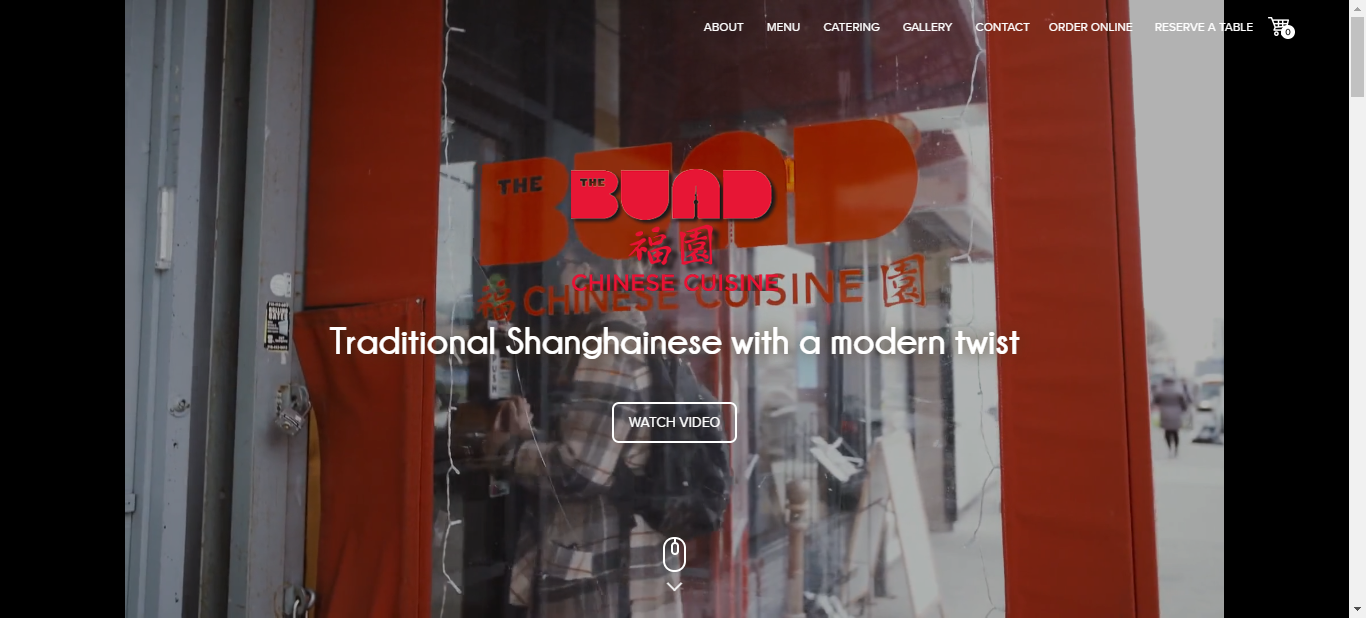 ABOUT MENU CATERING GALLERY CONTACT ORDER ONLINE RESERVE A TABLE 0
THE BUND
THE BUND
福園
CHINESE CUISINE
福 CHINESE CUISINE 園
Traditional Shanghainese with a modern twist
PUSH
WATCH VIDEO